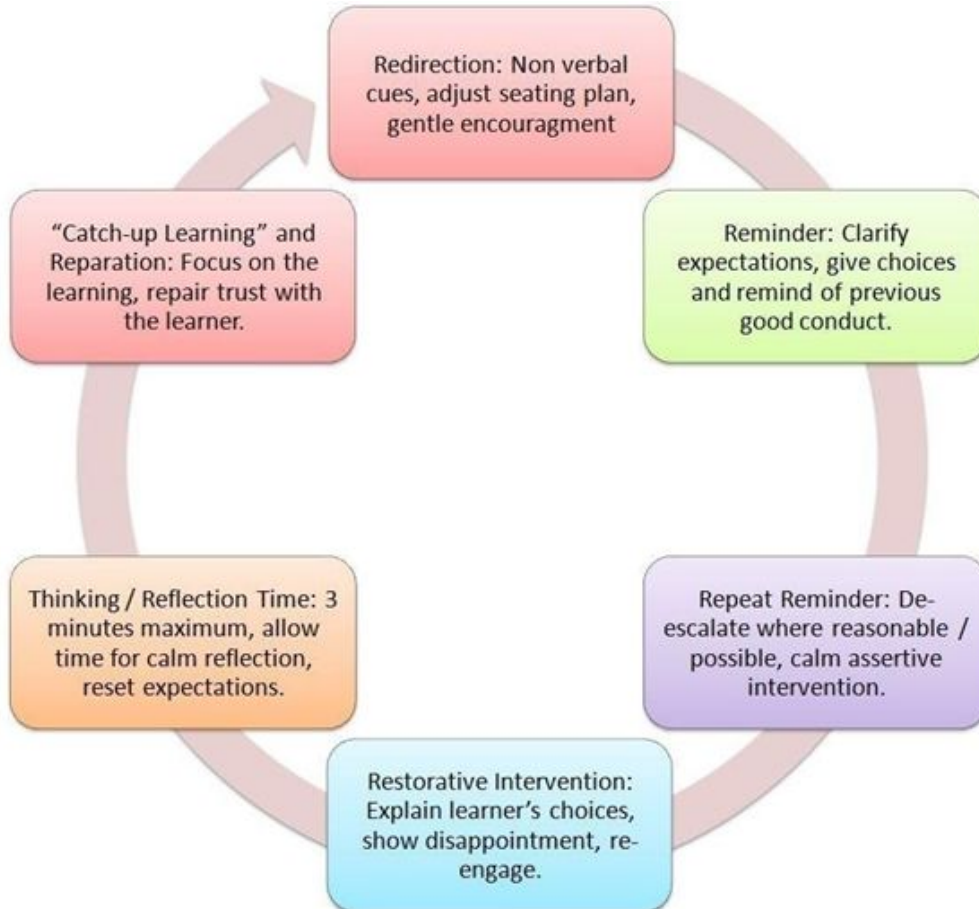 Redirection: Non verbal
cues, adjust seating plan,
gentle encouragment
Reminder: Clarify
expectations, give choices
and remind of previous
good conduct.
Repeat Reminder: De-
escalate where reasonable /
possible, calm assertive
intervention.
Restorative Intervention:
Explain learner’s choices,
show disappointment, re-
engage.
Thinking / Reflection Time: 3
minutes maximum, allow
time for calm reflection,
reset expectations.
“Catch-up Learning” and
Reparation: Focus on the
learning, repair trust with
the learner.